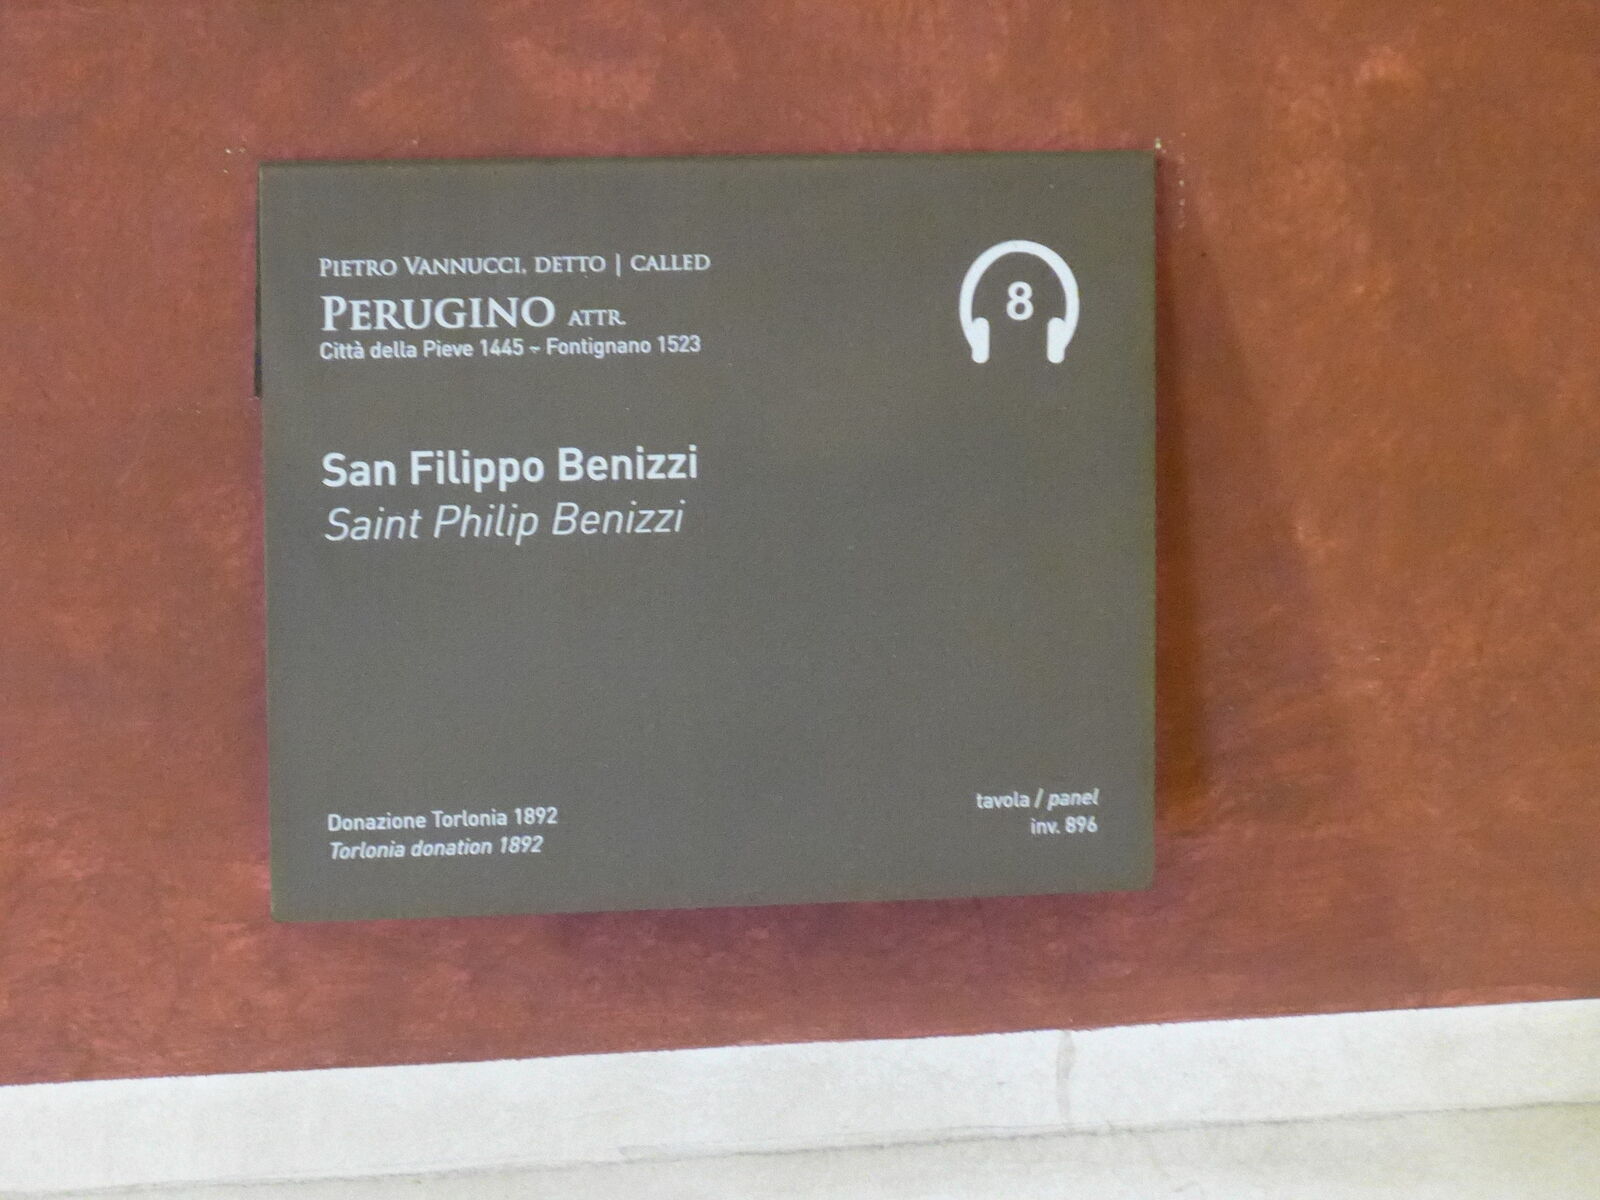 PIETRO VANNUCCI, DETTO | CALLED
PERUGINO ATTR.
Città della Pieve 1445 - Fontignano 1523
8
San Filippo Benizzi
Saint Philip Benizzi
Donazione Torlonia 1892
Torlonia donation 1892
tavola / panel
inv. 896